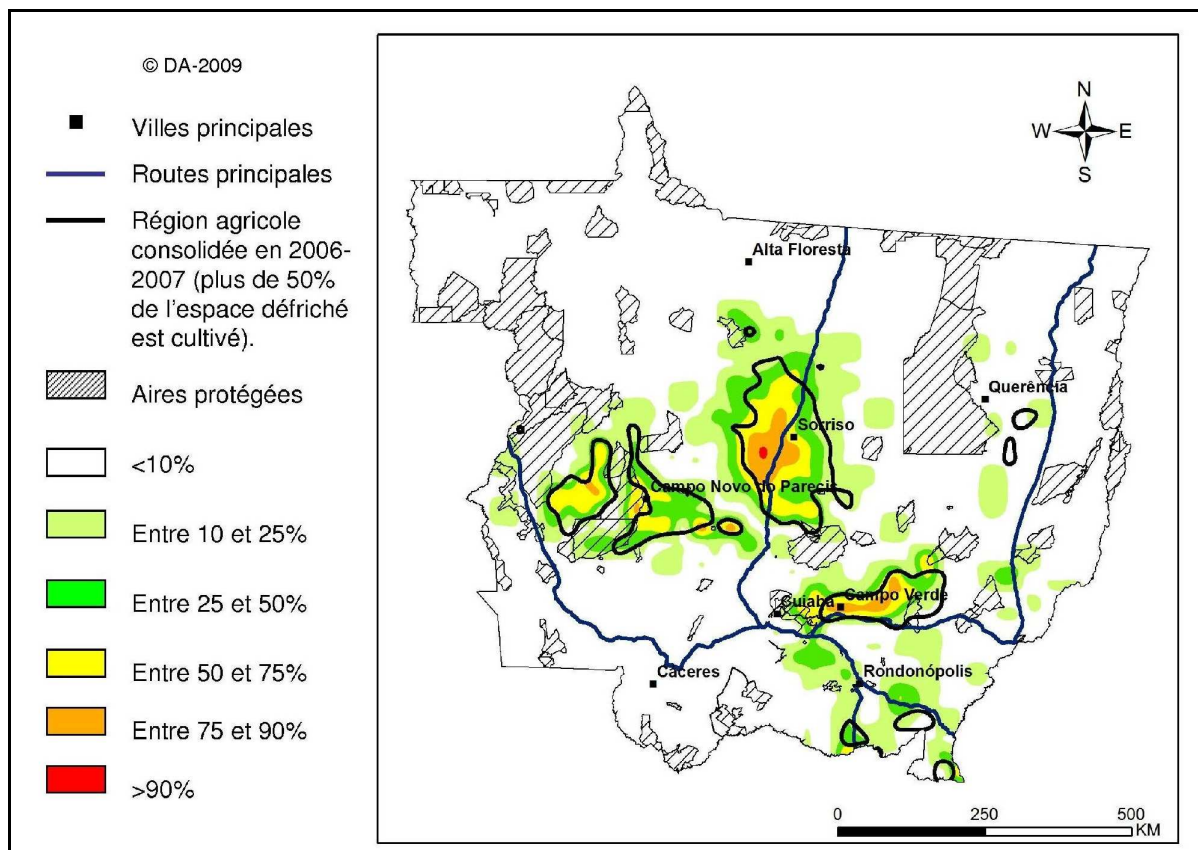 © DA-2009
Villes principales
Routes principales
Région agricole
consolidée en 2006-
2007 (plus de 50%
de l'espace défriché
est cultivé).
Aires protégées
<10%
Entre 10 et 25%
Entre 25 et 50%
Entre 50 et 75%
Entre 75 et 90%
>90%
N
W E
S
Alta Floresta
Querência
Sorriso
Campo Novo do Parecis
Cuiaba
Campo Verde
Cáceres
Rondonópolis
0 250 500
KM